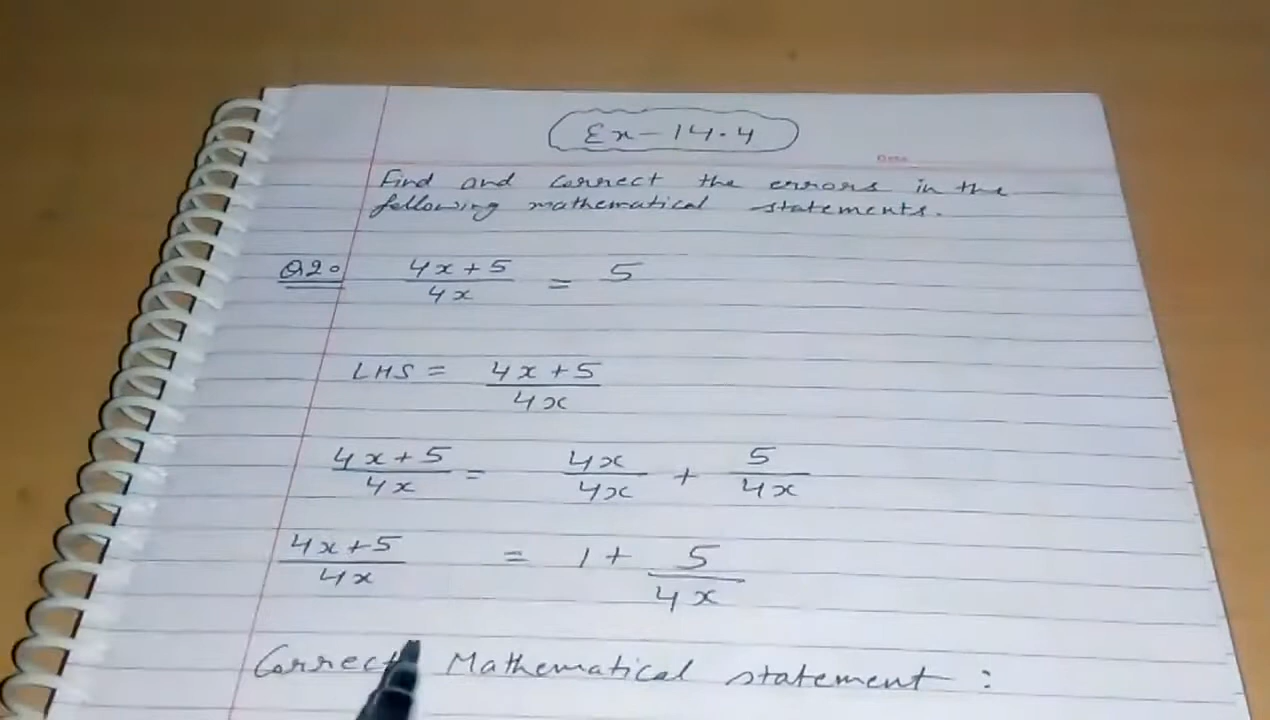 Ex-14.4
Date
Find and correct the errors in the
following mathematical statements.
Q20 (4x+5)/4x = 5
LHS = (4x+5)/4x
(4x+5)/4x = 4x/4x + 5/4x
(4x+5)/4x = 1 + 5/4x
Correct Mathematical statement :